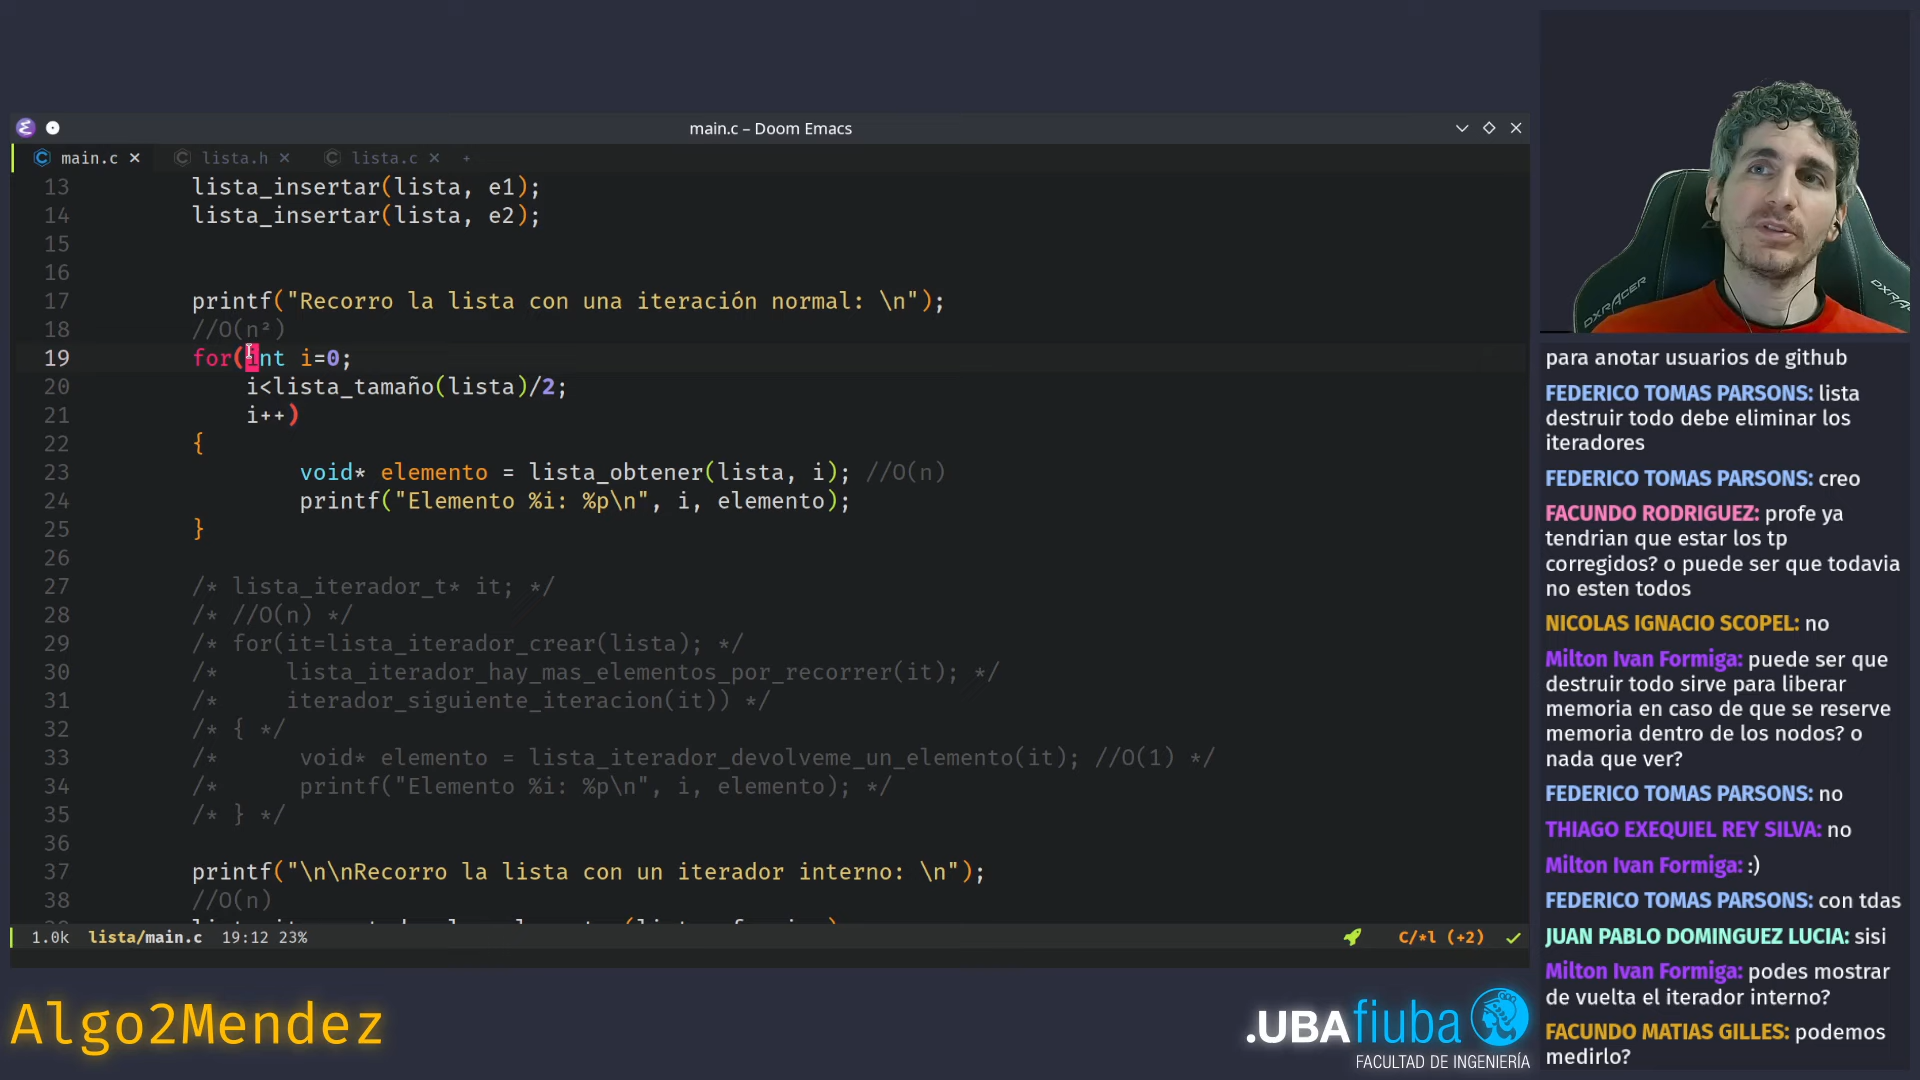 main.c – Doom Emacs
main.c
lista.h
lista.c
+
13 lista_insertar(lista, e1);
14 lista_insertar(lista, e2);
15
16
17 printf("Recorro la lista con una iteración normal: \n");
18 //O(n²)
19 for(int i=0;
20 i<lista_tamaño(lista)/2;
21 i++)
22 {
23 void* elemento = lista_obtener(lista, i); //O(n)
24 printf("Elemento %i: %p\n", i, elemento);
25 }
26
27 /* lista_iterador_t* it; */
28 /* //O(n) */
29 /* for(it=lista_iterador_crear(lista); */
30 /* lista_iterador_hay_mas_elementos_por_recorrer(it); */
31 /* iterador_siguiente_iteracion(it)) */
32 /* { */
33 /* void* elemento = lista_iterador_devolveme_un_elemento(it); //O(1) */
34 /* printf("Elemento %i: %p\n", i, elemento); */
35 /* } */
36
37 printf("\n\nRecorro la lista con un iterador interno: \n");
38 //O(n)
1.0k lista/main.c 19:12 23%
C/*l (+2)
Algo2Mendez
.UBAfiuba
FACULTAD DE INGENIERÍA
DXRACER
para anotar usuarios de github
FEDERICO TOMAS PARSONS: lista
destruir todo debe eliminar los
iteradores
FEDERICO TOMAS PARSONS: creo
FACUNDO RODRIGUEZ: profe ya
tendrian que estar los tp
corregidos? o puede ser que todavia
no esten todos
NICOLAS IGNACIO SCOPEL: no
Milton Ivan Formiga: puede ser que
destruir todo sirve para liberar
memoria en caso de que se reserve
memoria dentro de los nodos? o
nada que ver?
FEDERICO TOMAS PARSONS: no
THIAGO EXEQUIEL REY SILVA: no
Milton Ivan Formiga: :)
FEDERICO TOMAS PARSONS: con tdas
JUAN PABLO DOMINGUEZ LUCIA: sisi
Milton Ivan Formiga: podes mostrar
de vuelta el iterador interno?
FACUNDO MATIAS GILLES: podemos
medirlo?